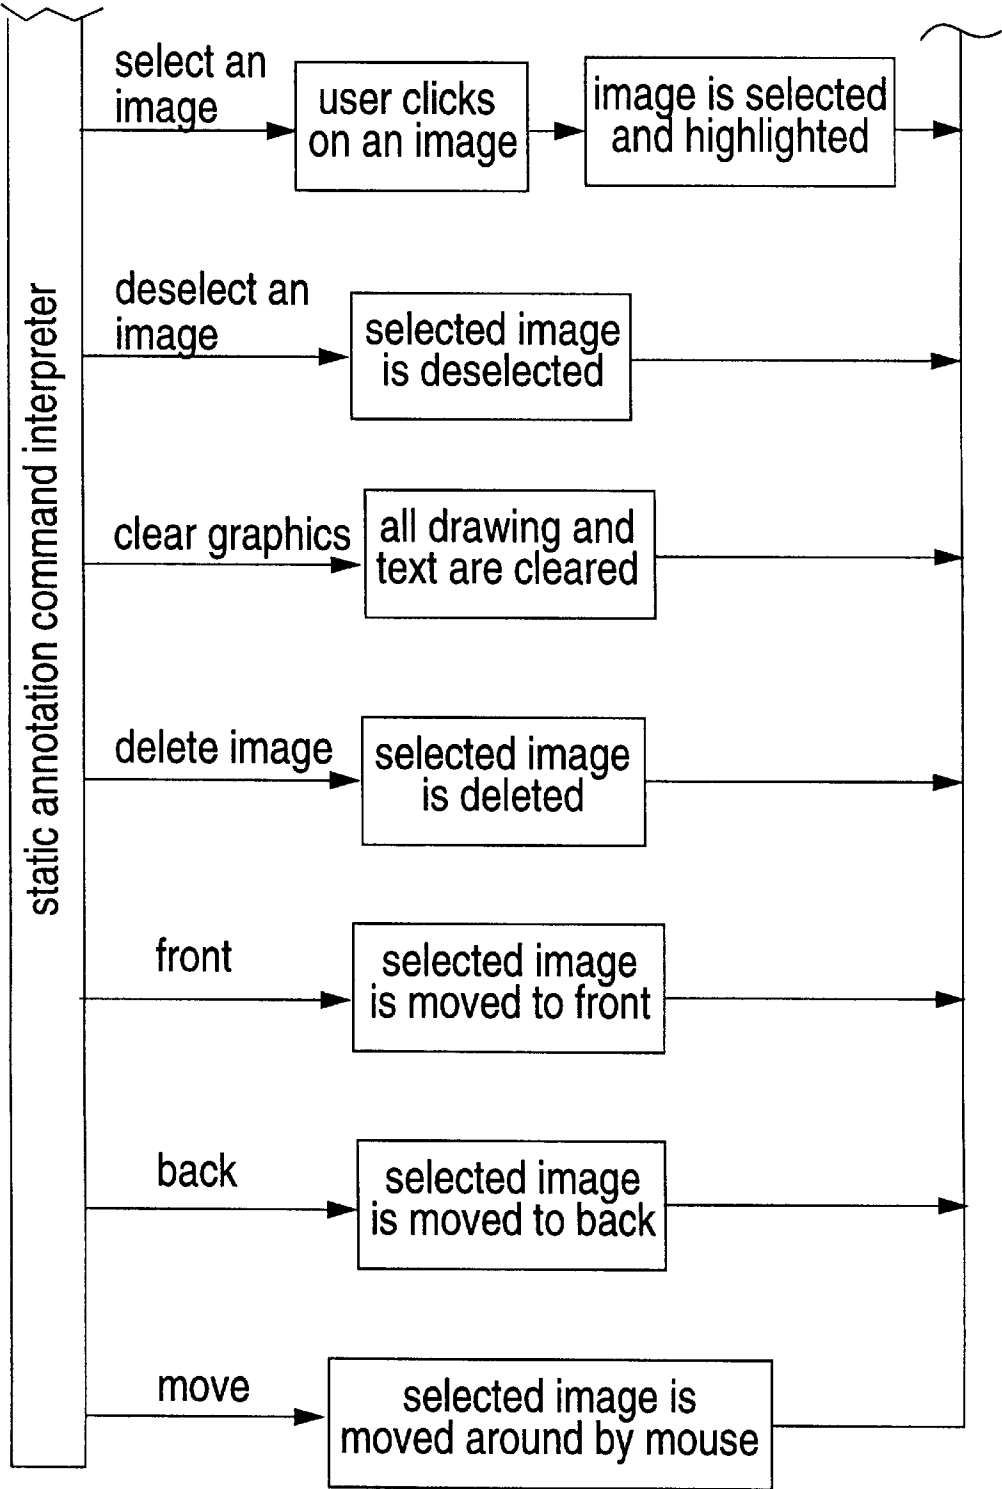 static annotation command interpreter
select an
image
user clicks
on an image
image is selected
and highlighted
deselect an
image
selected image
is deselected
clear graphics
all drawing and
text are cleared
delete image
selected image
is deleted
front
selected image
is moved to front
back
selected image
is moved to back
move
selected image is
moved around by mouse